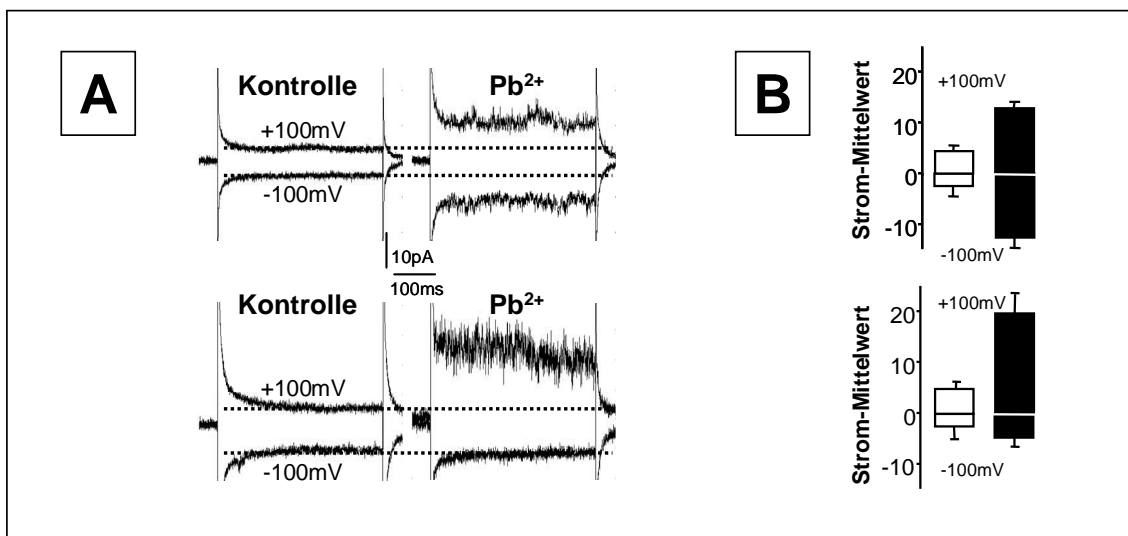 A
Kontrolle
Pb2+
+100mV
-100mV
10pA
100ms
Kontrolle
Pb2+
+100mV
-100mV
B
Strom-Mittelwert
20
10
0
-10
+100mV
-100mV
Strom-Mittelwert
20
10
0
-10
+100mV
-100mV